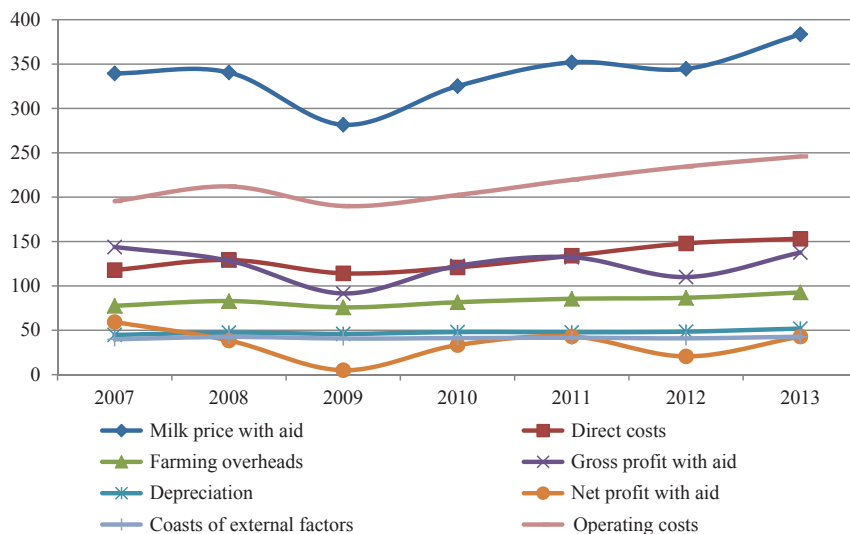 400
350
300
250
200
150
100
50
0
2007 2008 2009 2010 2011 2012 2013
Milk price with aid Direct costs
Farming overheads Gross profit with aid
Depreciation Net profit with aid
Coasts of external factors Operating costs